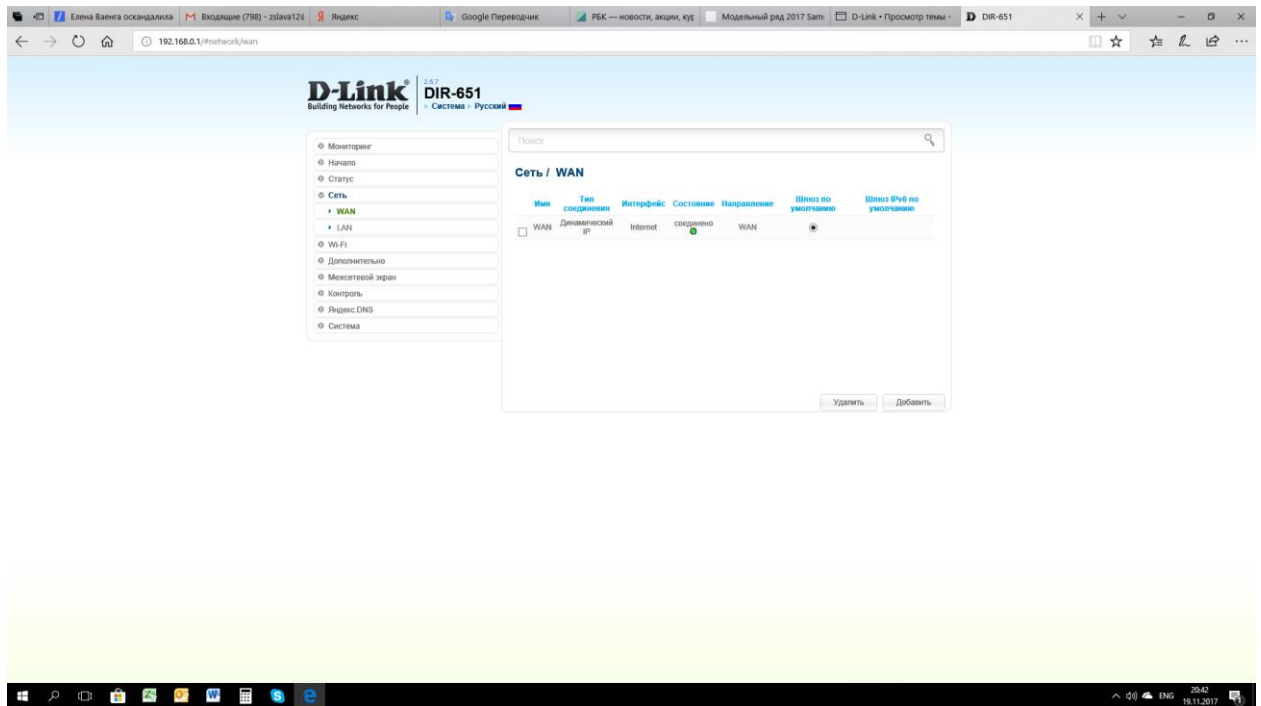 Елена Ваенга оскандалила
Входящие (798) - zslava126
Яндекс
Google Переводчик
РБК — новости, акции, кур
Модельный ряд 2017 Sam
D-Link • Просмотр темы -
DIR-651
192.168.0.1/#network/wan
D-Link
Building Networks for People
2.5.7
DIR-651
Система
Русский
Мониторинг
Начало
Статус
Сеть
WAN
LAN
Wi-Fi
Дополнительно
Межсетевой экран
Контроль
Яндекс.DNS
Система
Поиск
Сеть / WAN
Имя
Тип соединения
Интерфейс
Состояние
Направление
Шлюз по умолчанию
Шлюз IPv6 по умолчанию
WAN
Динамический IP
Internet
соединено
WAN
Удалить
Добавить
ENG
20:42
19.11.2017